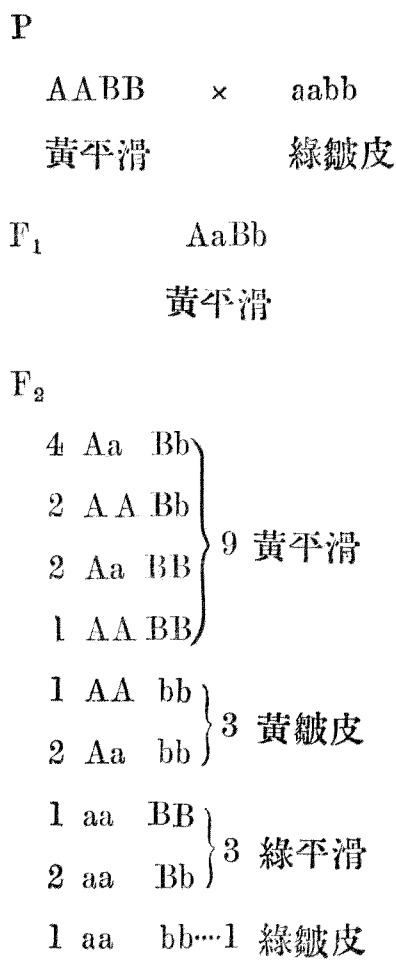 P
AABB × aabb
黃平滑 綠皺皮
F₁ AaBb
黃平滑
F₂
4 Aa Bb
2 AA Bb
2 Aa BB
1 AA BB
9 黃平滑
1 AA bb
2 Aa bb
3 黃皺皮
1 aa BB
2 aa Bb
3 綠平滑
1 aa bb····1 綠皺皮